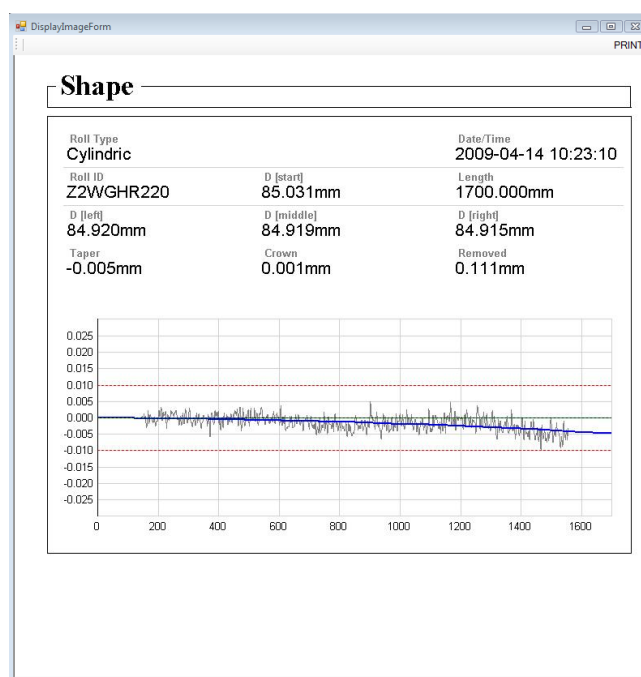 DisplayImageForm
PRINT
Shape
Roll Type Date/Time
Cylindric 2009-04-14 10:23:10
Roll ID D [start] Length
Z2WGHR220 85.031mm 1700.000mm
D [left] D [middle] D [right]
84.920mm 84.919mm 84.915mm
Taper Crown Removed
-0.005mm 0.001mm 0.111mm
0.025
0.020
0.015
0.010
0.005
0.000
-0.005
-0.010
-0.015
-0.020
-0.025
0 200 400 600 800 1000 1200 1400 1600